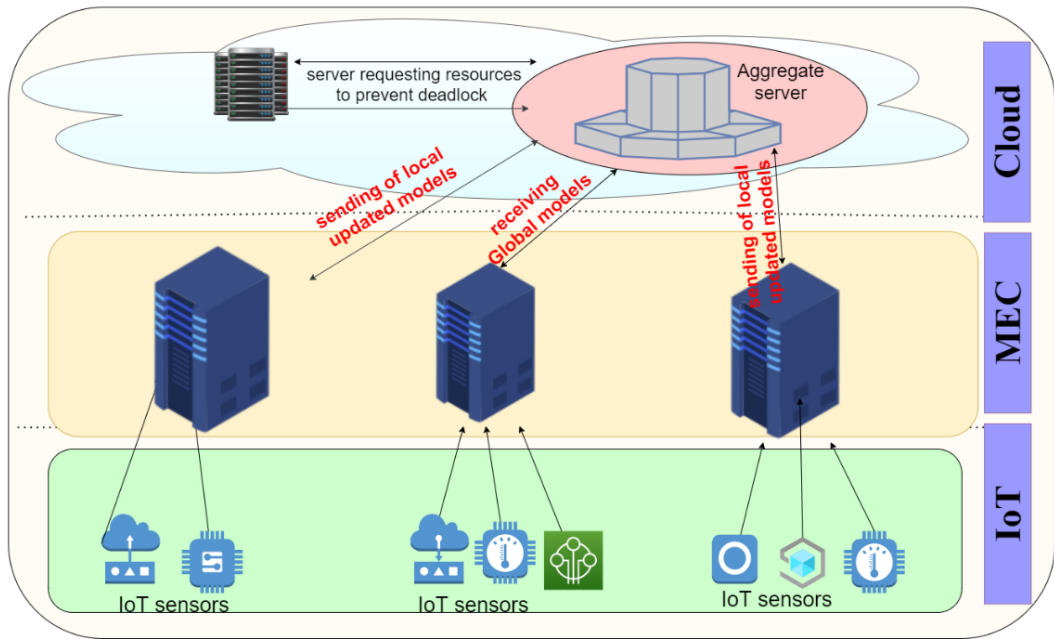 server requesting resources
to prevent deadlock
Aggregate
server
Cloud
sending of local
updated models
receiving
Global models
sending of local
updated models
MEC
IoT
IoT sensors
IoT sensors
IoT sensors